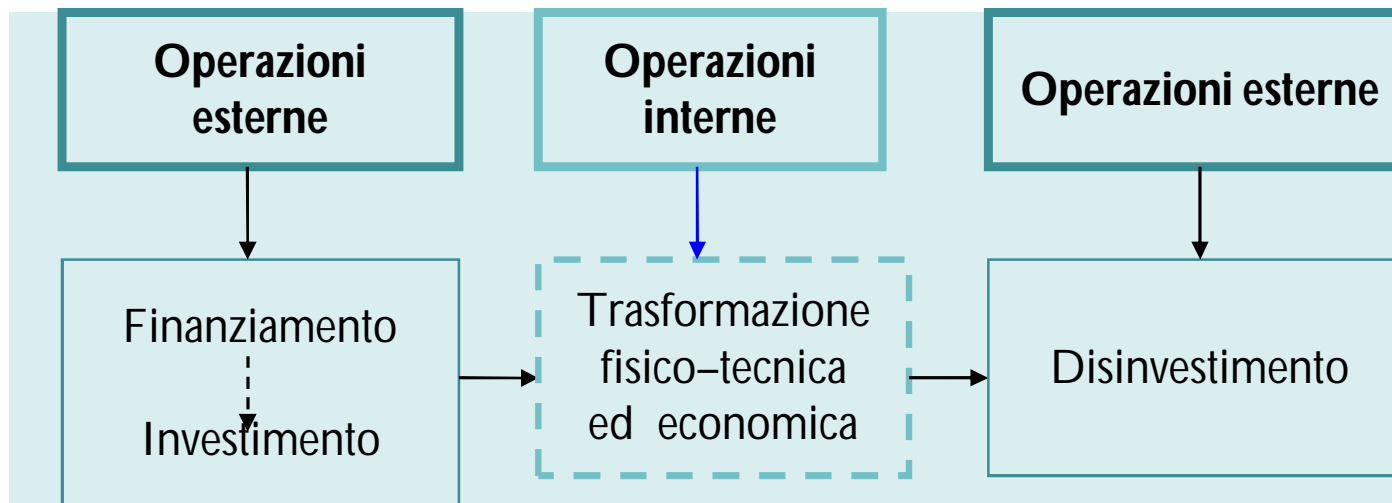 Operazioni
esterne
Operazioni
interne
Operazioni esterne
Finanziamento
Investimento
Trasformazione
fisico–tecnica
ed economica
Disinvestimento